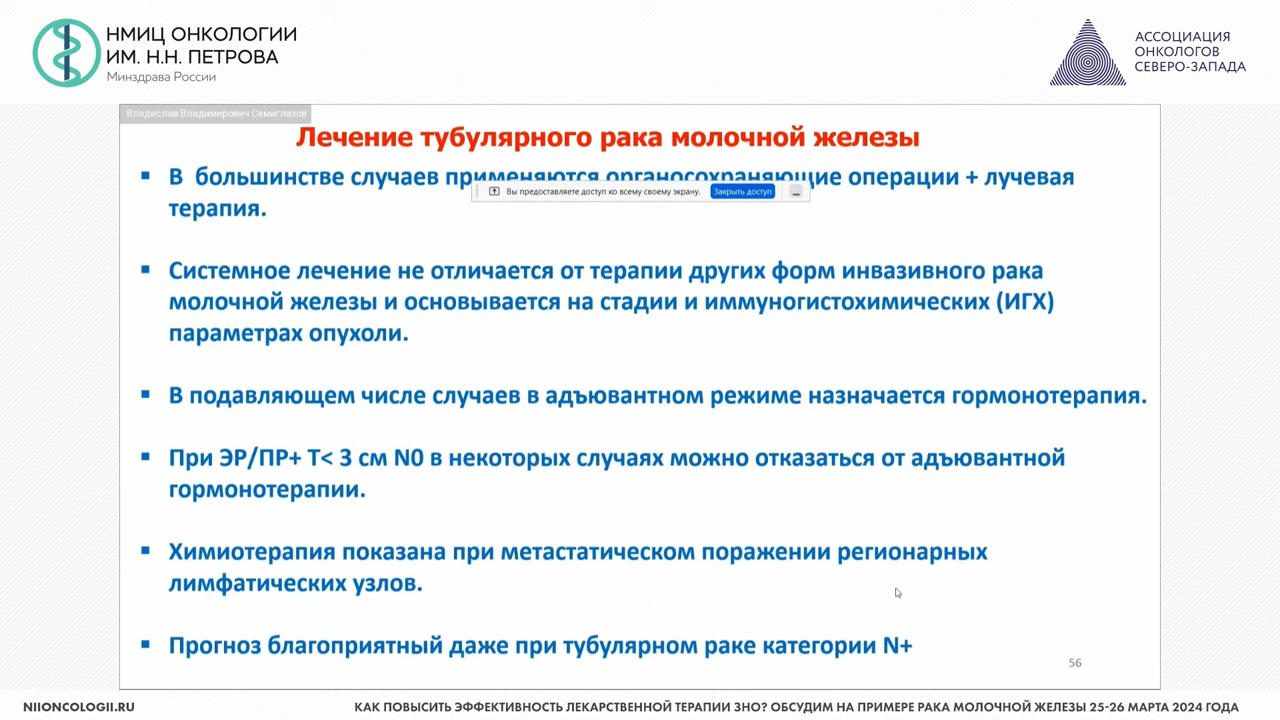 НМИЦ ОНКОЛОГИИ
ИМ. Н.Н. ПЕТРОВА
Минздрава России
АССОЦИАЦИЯ
ОНКОЛОГОВ
СЕВЕРО-ЗАПАДА
Владислав Владимирович Семиглазов
Лечение тубулярного рака молочной железы
▪ В большинстве случаев применяются органосохраняющие операции + лучевая
терапия.
Вы предоставляете доступ ко всему своему экрану. Закрыть доступ
▪ Системное лечение не отличается от терапии других форм инвазивного рака
молочной железы и основывается на стадии и иммуногистохимических (ИГХ)
параметрах опухоли.
▪ В подавляющем числе случаев в адъювантном режиме назначается гормонотерапия.
▪ При ЭР/ПР+ T< 3 см N0 в некоторых случаях можно отказаться от адъювантной
гормонотерапии.
▪ Химиотерапия показана при метастатическом поражении регионарных
лимфатических узлов.
▪ Прогноз благоприятный даже при тубулярном раке категории N+
56
NIIONCOLOGII.RU
КАК ПОВЫСИТЬ ЭФФЕКТИВНОСТЬ ЛЕКАРСТВЕННОЙ ТЕРАПИИ ЗНО? ОБСУДИМ НА ПРИМЕРЕ РАКА МОЛОЧНОЙ ЖЕЛЕЗЫ 25-26 МАРТА 2024 ГОДА